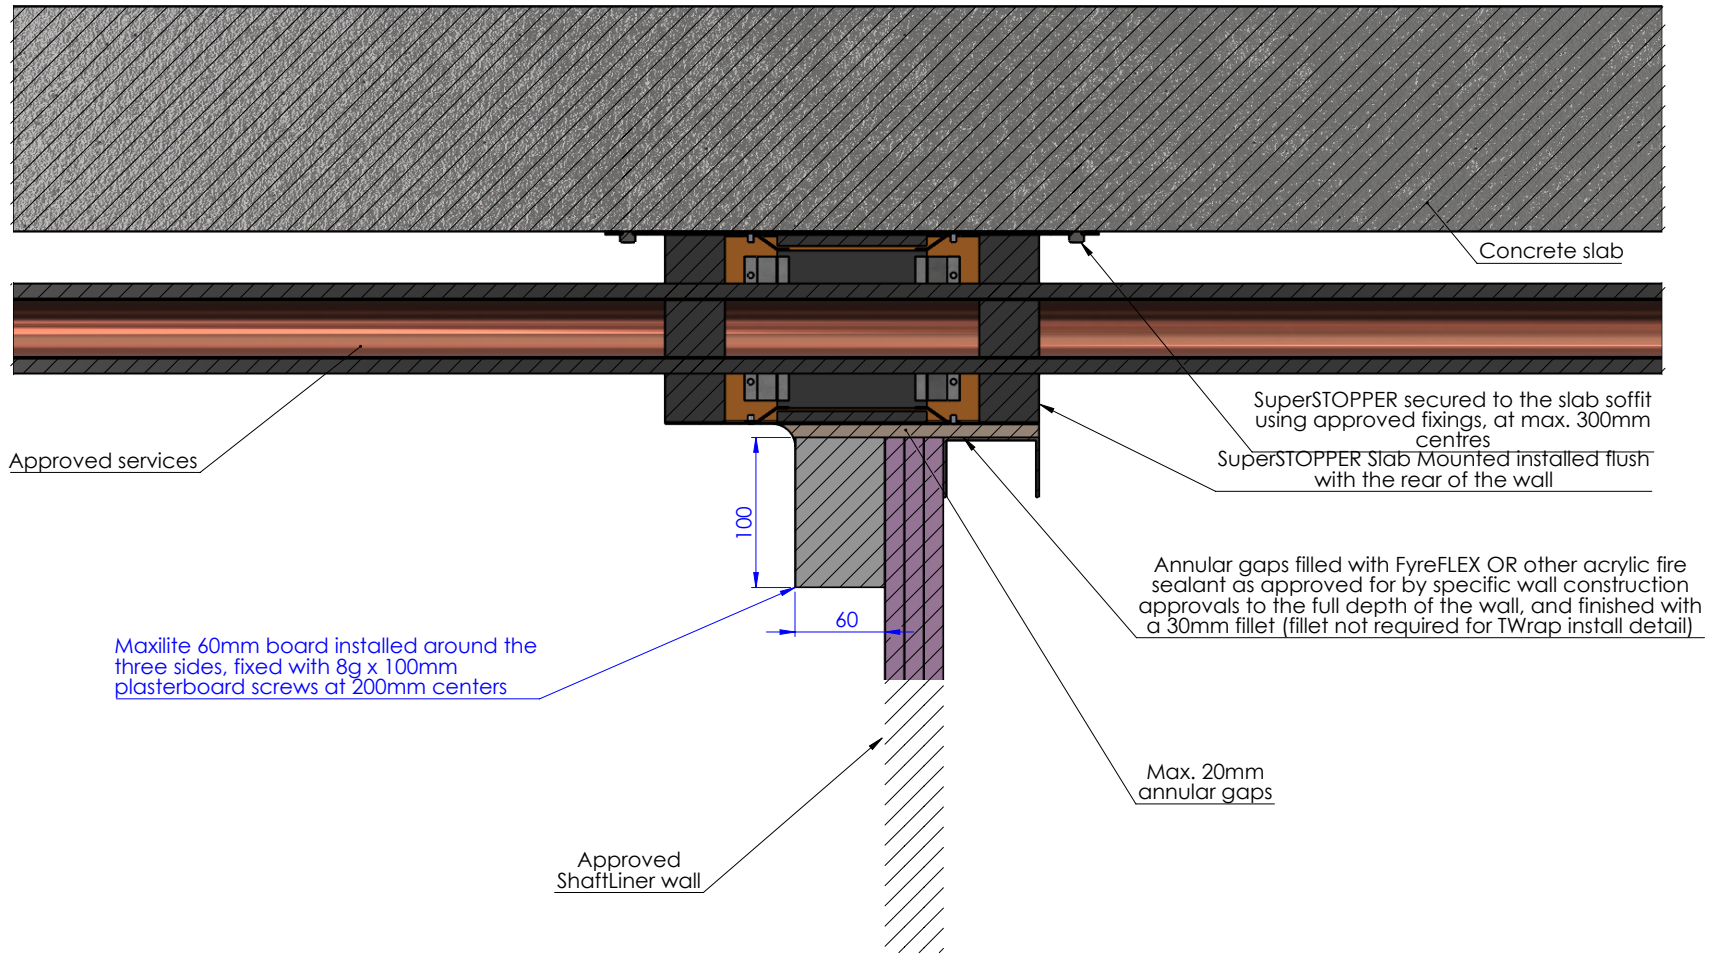 Concrete slab
SuperSTOPPER secured to the slab soffit
using approved fixings, at max. 300mm
centres
SuperSTOPPER Slab Mounted installed flush
with the rear of the wall
Approved services
100
60
Annular gaps filled with FyreFLEX OR other acrylic fire
sealant as approved for by specific wall construction
approvals to the full depth of the wall, and finished with
a 30mm fillet (fillet not required for TWrap install detail)
Maxilite 60mm board installed around the
three sides, fixed with 8g x 100mm
plasterboard screws at 200mm centers
Max. 20mm
annular gaps
Approved
ShaftLiner wall